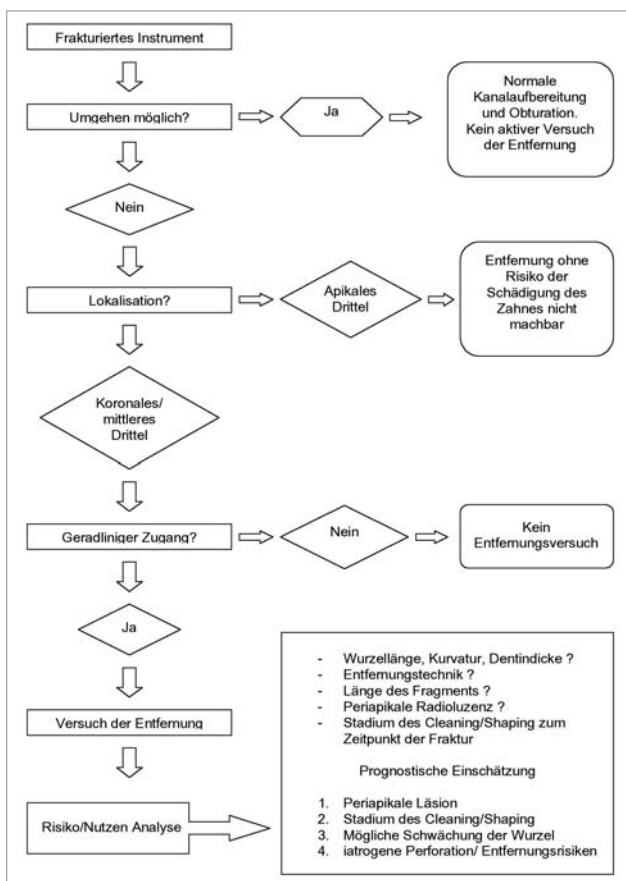 Frakturiertes Instrument
Umgehen möglich?
Ja
Normale
Kanalaufbereitung
und Obturation.
Kein aktiver Versuch
der Entfernung
Nein
Lokalisation?
Apikales
Drittel
Entfernung ohne
Risiko der
Schädigung des
Zahnes nicht
machbar
Koronales/
mittleres
Drittel
Geradliniger Zugang?
Nein
Kein
Entfernungsversuch
Ja
Versuch der Entfernung
Risiko/Nutzen Analyse
- Wurzellänge, Kurvatur, Dentindicke ?
- Entfernungstechnik ?
- Länge des Fragments ?
- Periapikale Radioluzenz ?
- Stadium des Cleaning/Shaping zum
Zeitpunkt der Fraktur
Prognostische Einschätzung
1. Periapikale Läsion
2. Stadium des Cleaning/Shaping
3. Mögliche Schwächung der Wurzel
4. iatrogene Perforation/ Entfernungsrisiken